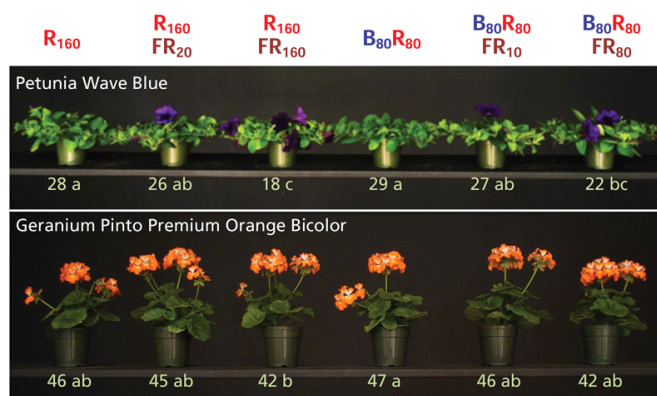 R₁₆₀ R₁₆₀ R₁₆₀ B₈₀R₈₀ B₈₀R₈₀ B₈₀R₈₀
FR₂₀ FR₁₆₀ FR₁₀ FR₈₀
Petunia Wave Blue
28 a 26 ab 18 c 29 a 27 ab 22 bc
Geranium Pinto Premium Orange Bicolor
46 ab 45 ab 42 b 47 a 46 ab 42 ab